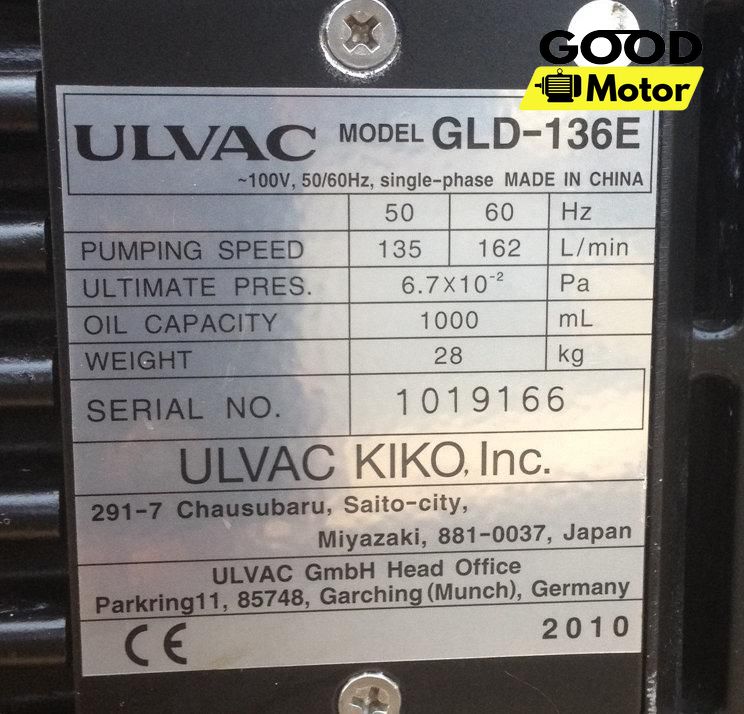 GOOD
Motor
ULVAC MODEL GLD-136E
~100V, 50/60Hz, single-phase MADE IN CHINA
50 60 Hz
PUMPING SPEED 135 162 L/min
ULTIMATE PRES. 6.7X10⁻² Pa
OIL CAPACITY 1000 mL
WEIGHT 28 kg
SERIAL NO. 1019166
ULVAC KIKO, Inc.
291-7 Chausubaru, Saito-city,
Miyazaki, 881-0037, Japan
ULVAC GmbH Head Office
Parkring11, 85748, Garching (Munch), Germany
CE 2010